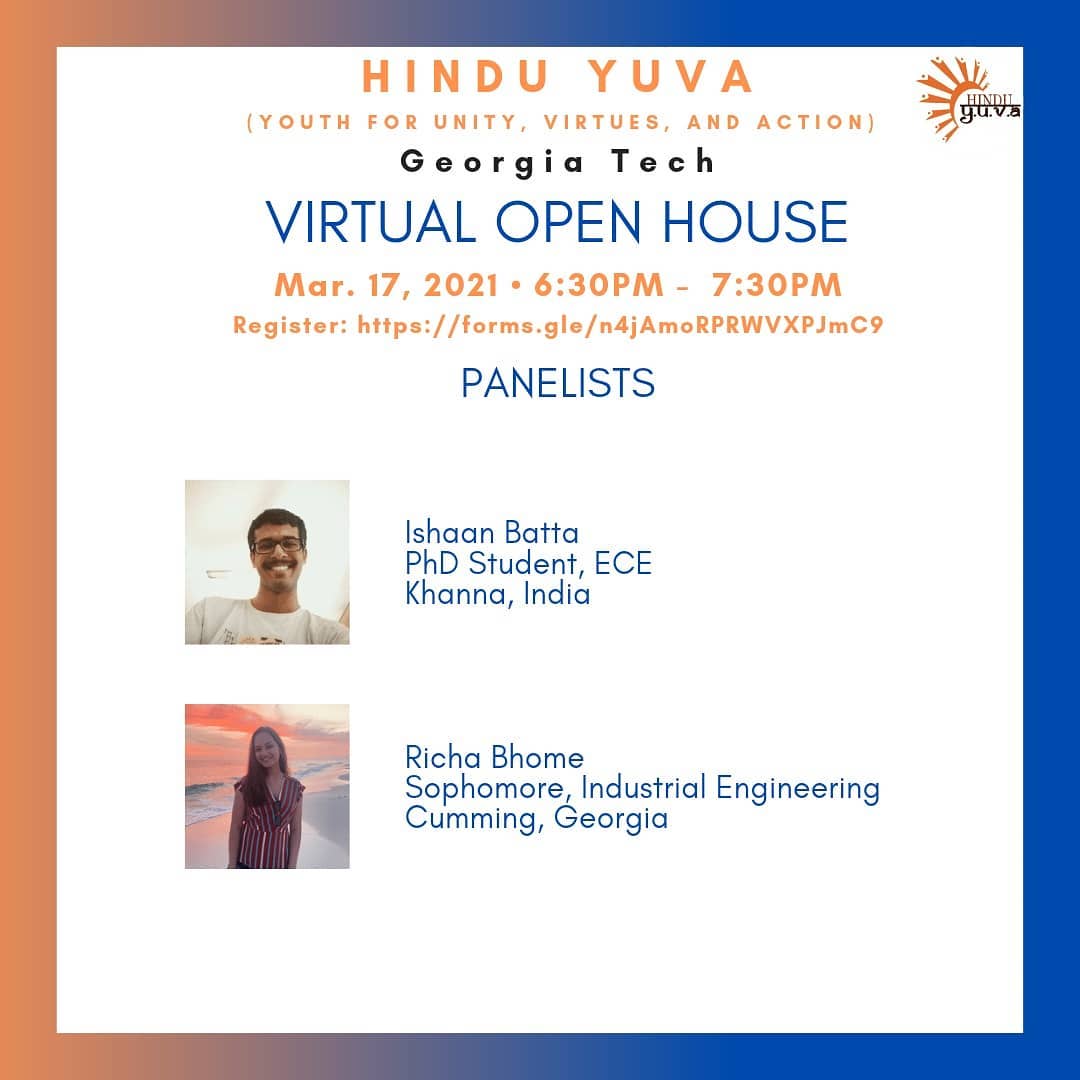 HINDU YUVA
(YOUTH FOR UNITY, VIRTUES, AND ACTION)
Georgia Tech
HINDU
y.u.v.a
VIRTUAL OPEN HOUSE
Mar. 17, 2021 • 6:30PM - 7:30PM
Register: https://forms.gle/n4jAmoRPRWVXPJmC9
PANELISTS
Ishaan Batta
PhD Student, ECE
Khanna, India
Richa Bhome
Sophomore, Industrial Engineering
Cumming, Georgia